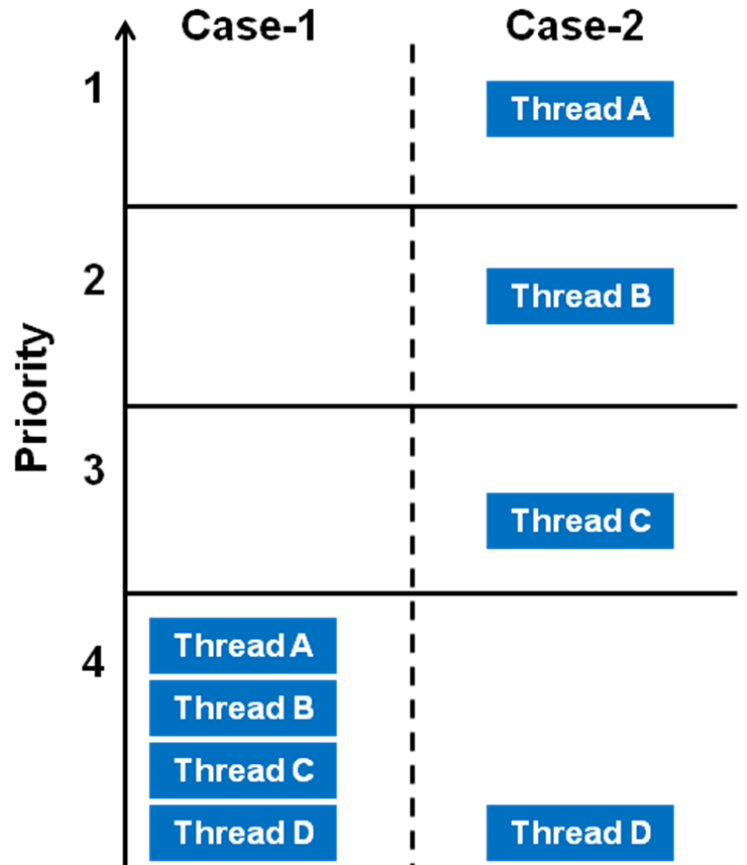 Case-1 Case-2
1
Thread A
2
Thread B
Priority
3
Thread C
4
Thread A
Thread B
Thread C
Thread D Thread D